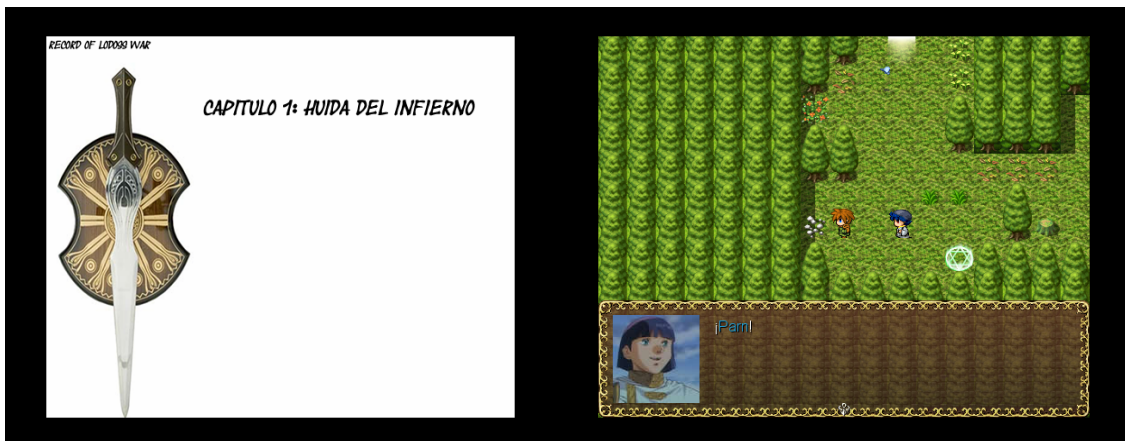 RECORD OF LODOSS WAR
CAPITULO 1: HUIDA DEL INFIERNO
¡Parn!